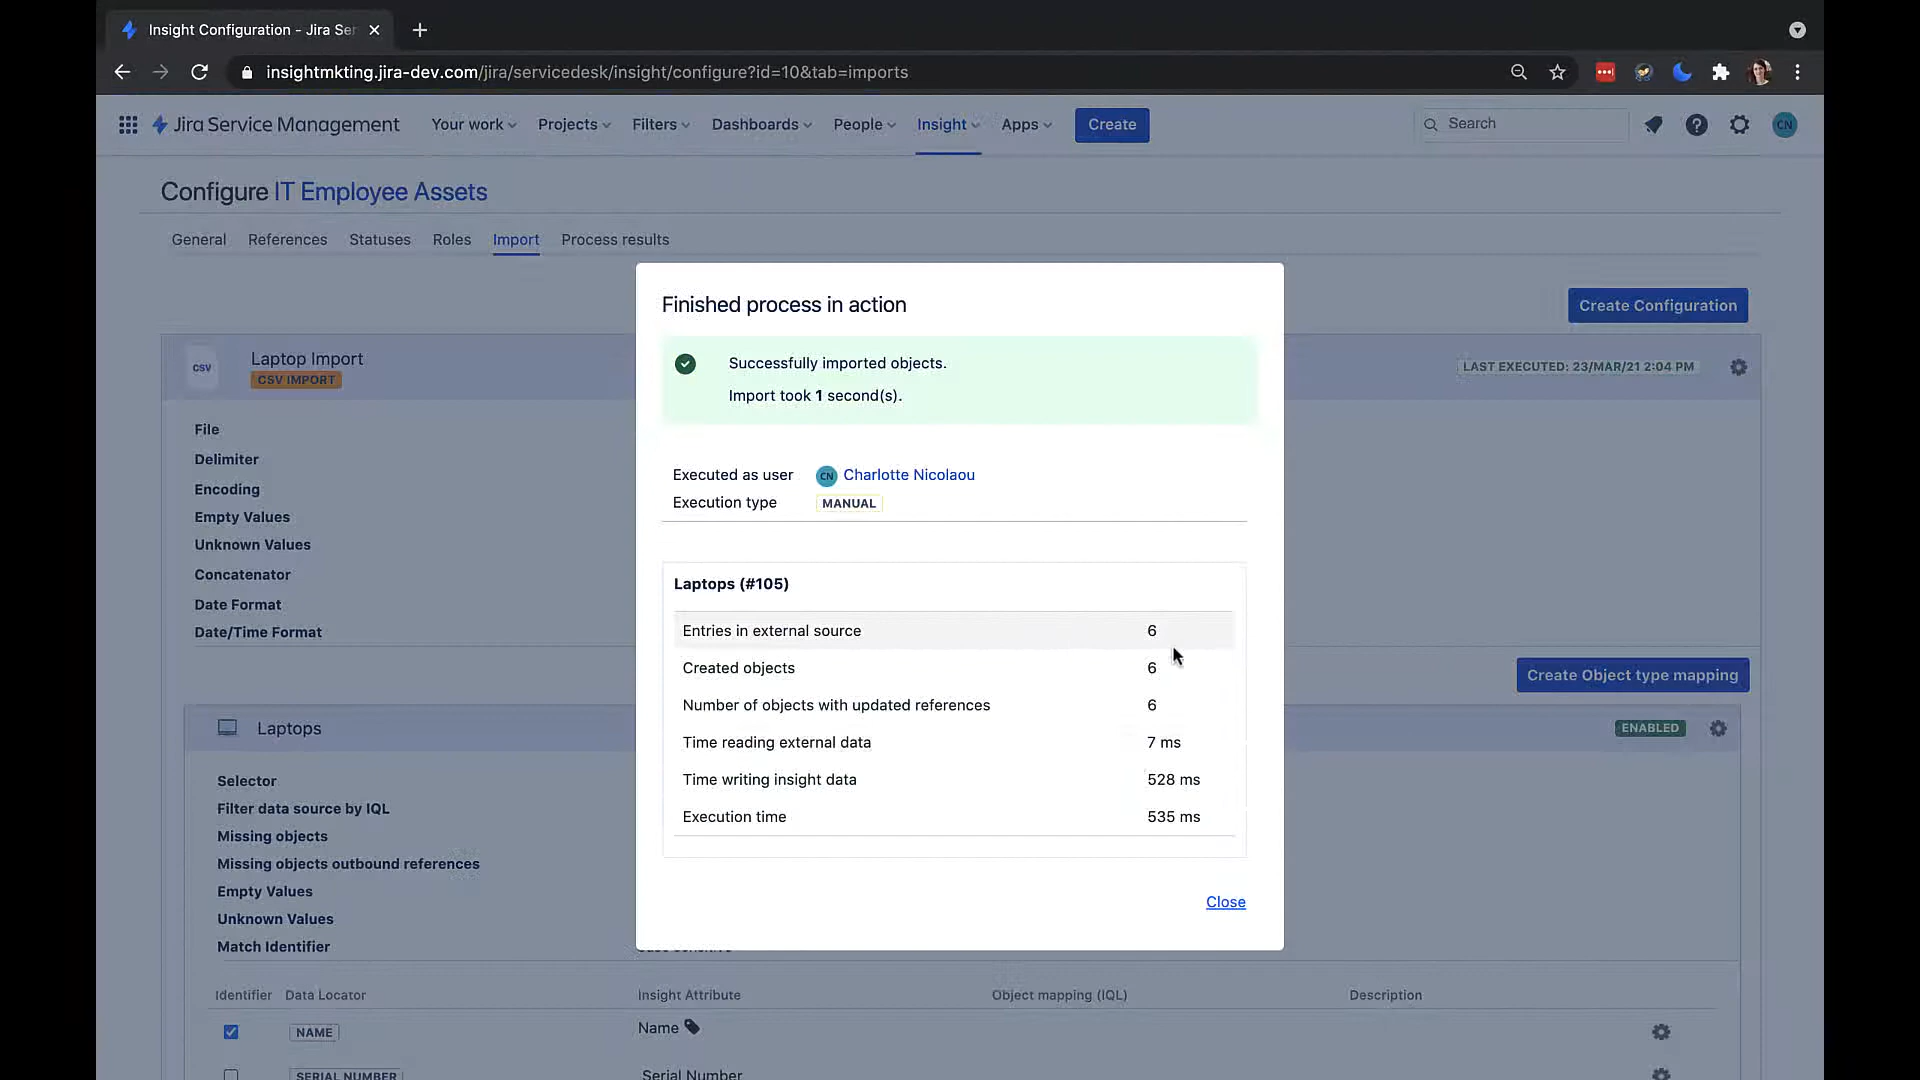 Insight Configuration - Jira Ser
insightmkting.jira-dev.com/jira/servicedesk/insight/configure?id=10&tab=imports
Jira Service Management
Your work
Projects
Filters
Dashboards
People
Insight
Apps
Create
Search
CN
Configure IT Employee Assets
General
References
Statuses
Roles
Import
Process results
Create Configuration
CSV
Laptop Import
CSV IMPORT
LAST EXECUTED: 23/MAR/21 2:04 PM
File
Delimiter
Encoding
Empty Values
Unknown Values
Concatenator
Date Format
Date/Time Format
Create Object type mapping
Laptops
ENABLED
Selector
Filter data source by IQL
Missing objects
Missing objects outbound references
Empty Values
Unknown Values
Match Identifier
Identifier
Data Locator
Insight Attribute
Object mapping (IQL)
Description
NAME
Name
SERIAL NUMBER
Serial Number
Finished process in action
Successfully imported objects.
Import took 1 second(s).
Executed as user CN Charlotte Nicolaou
Execution type MANUAL
Laptops (#105)
Entries in external source 6
Created objects 6
Number of objects with updated references 6
Time reading external data 7 ms
Time writing insight data 528 ms
Execution time 535 ms
Close